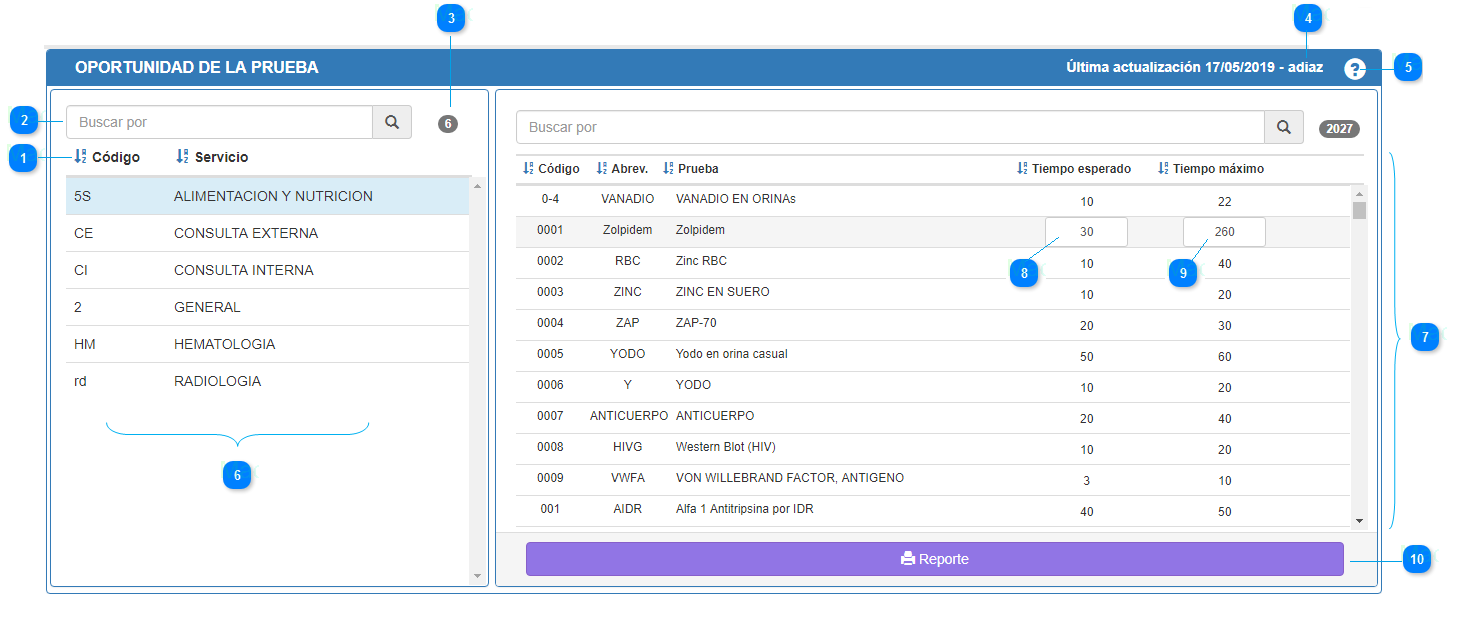 3
4
OPORTUNIDAD DE LA PRUEBA
Última actualización 17/05/2019 - adiaz
?
5
2
Buscar por
6
1
Código Servicio
5S ALIMENTACION Y NUTRICION
CE CONSULTA EXTERNA
CI CONSULTA INTERNA
2 GENERAL
HM HEMATOLOGIA
rd RADIOLOGIA
6
Buscar por
2027
Código Abrev. Prueba Tiempo esperado Tiempo máximo
0-4 VANADIO VANADIO EN ORINAs 10 22
0001 Zolpidem Zolpidem 30 260
0002 RBC Zinc RBC 10 40
8
9
0003 ZINC ZINC EN SUERO 10 20
0004 ZAP ZAP-70 20 30
7
0005 YODO Yodo en orina casual 50 60
0006 Y YODO 10 20
0007 ANTICUERPO ANTICUERPO 20 40
0008 HIVG Western Blot (HIV) 10 20
0009 VWFA VON WILLEBRAND FACTOR, ANTIGENO 3 10
001 AIDR Alfa 1 Antitripsina por IDR 40 50
Reporte
10